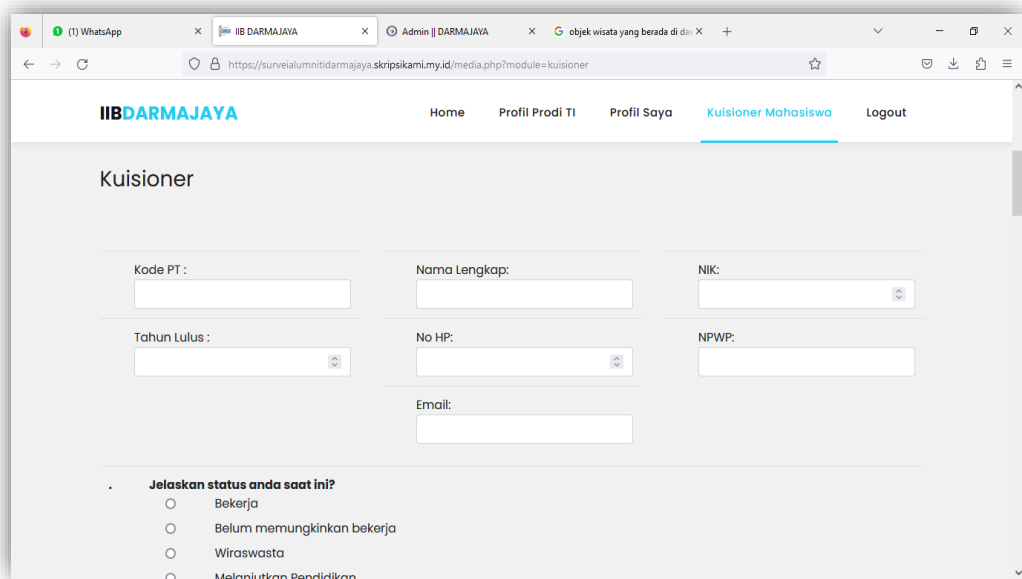 (1) WhatsApp
IIB DARMAJAYA
Admin || DARMAJAYA
objek wisata yang berada di
https://surveialumnitidarmajaya.skripsikami.my.id/media.php?module=kuisioner
IIBDARMAJAYA
Home
Profil Prodi TI
Profil Saya
Kuisioner Mahasiswa
Logout
Kuisioner
Kode PT :
Nama Lengkap:
NIK:
Tahun Lulus :
No HP:
NPWP:
Email:
. Jelaskan status anda saat ini?
Bekerja
Belum memungkinkan bekerja
Wiraswasta
Melanjutkan Pendidikan